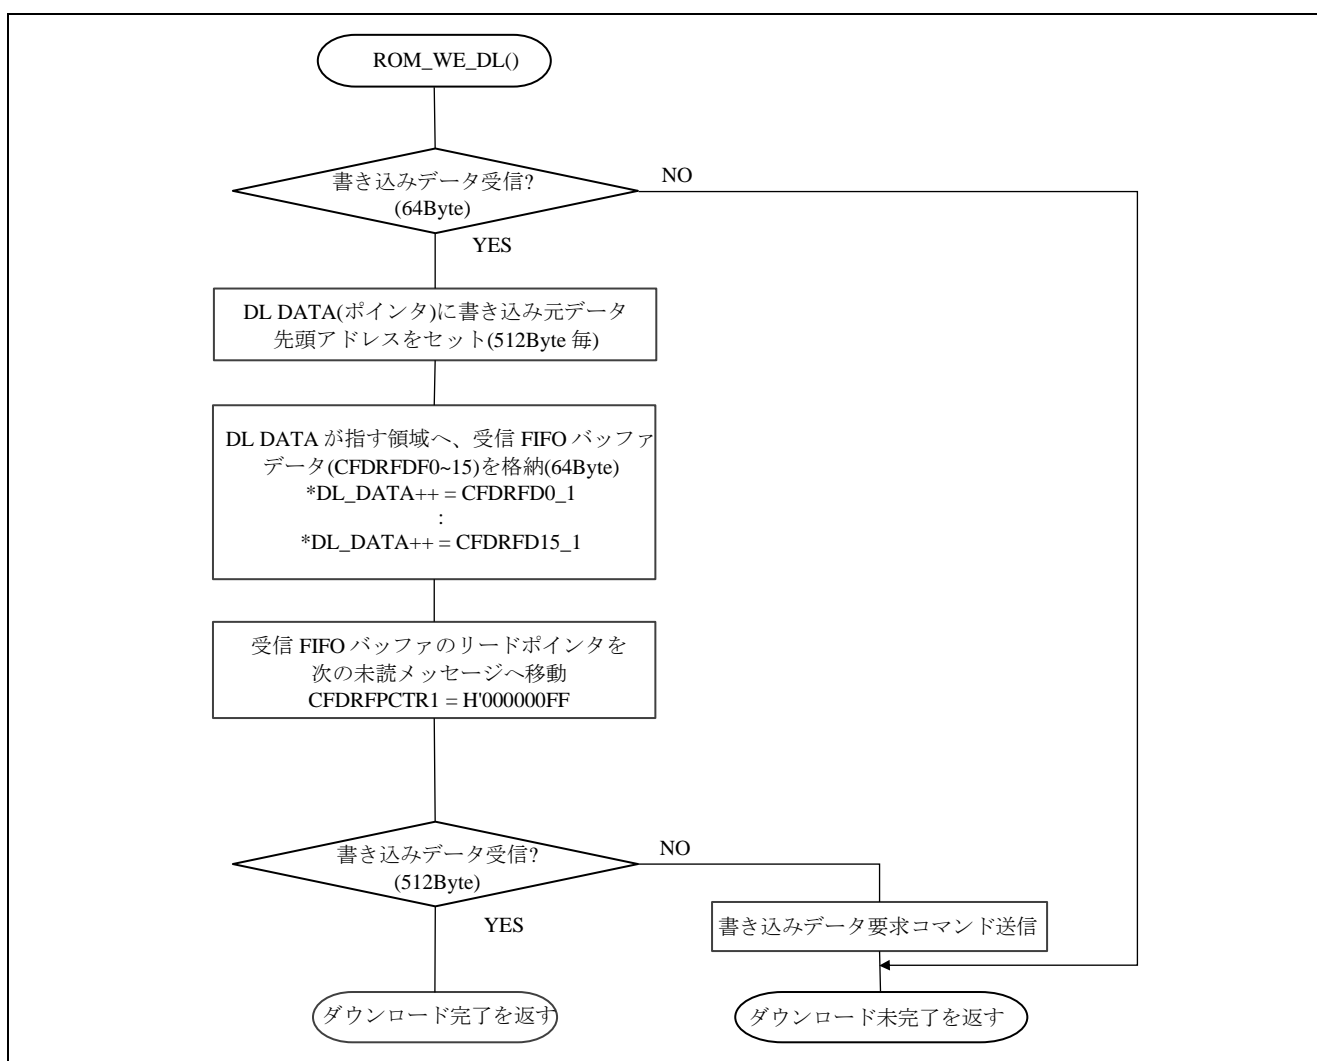 ROM_WE_DL()
書き込みデータ受信?
(64Byte)
NO
YES
DL DATA(ポインタ)に書き込み元データ
先頭アドレスをセット(512Byte 毎)
DL DATA が指す領域へ、受信 FIFO バッファ
データ(CFDRFDF0~15)を格納(64Byte)
*DL_DATA++ = CFDRFD0_1
:
*DL_DATA++ = CFDRFD15_1
受信 FIFO バッファのリードポインタを
次の未読メッセージへ移動
CFDRFPCTR1 = H'000000FF
書き込みデータ受信?
(512Byte)
NO
YES
書き込みデータ要求コマンド送信
ダウンロード完了を返す
ダウンロード未完了を返す